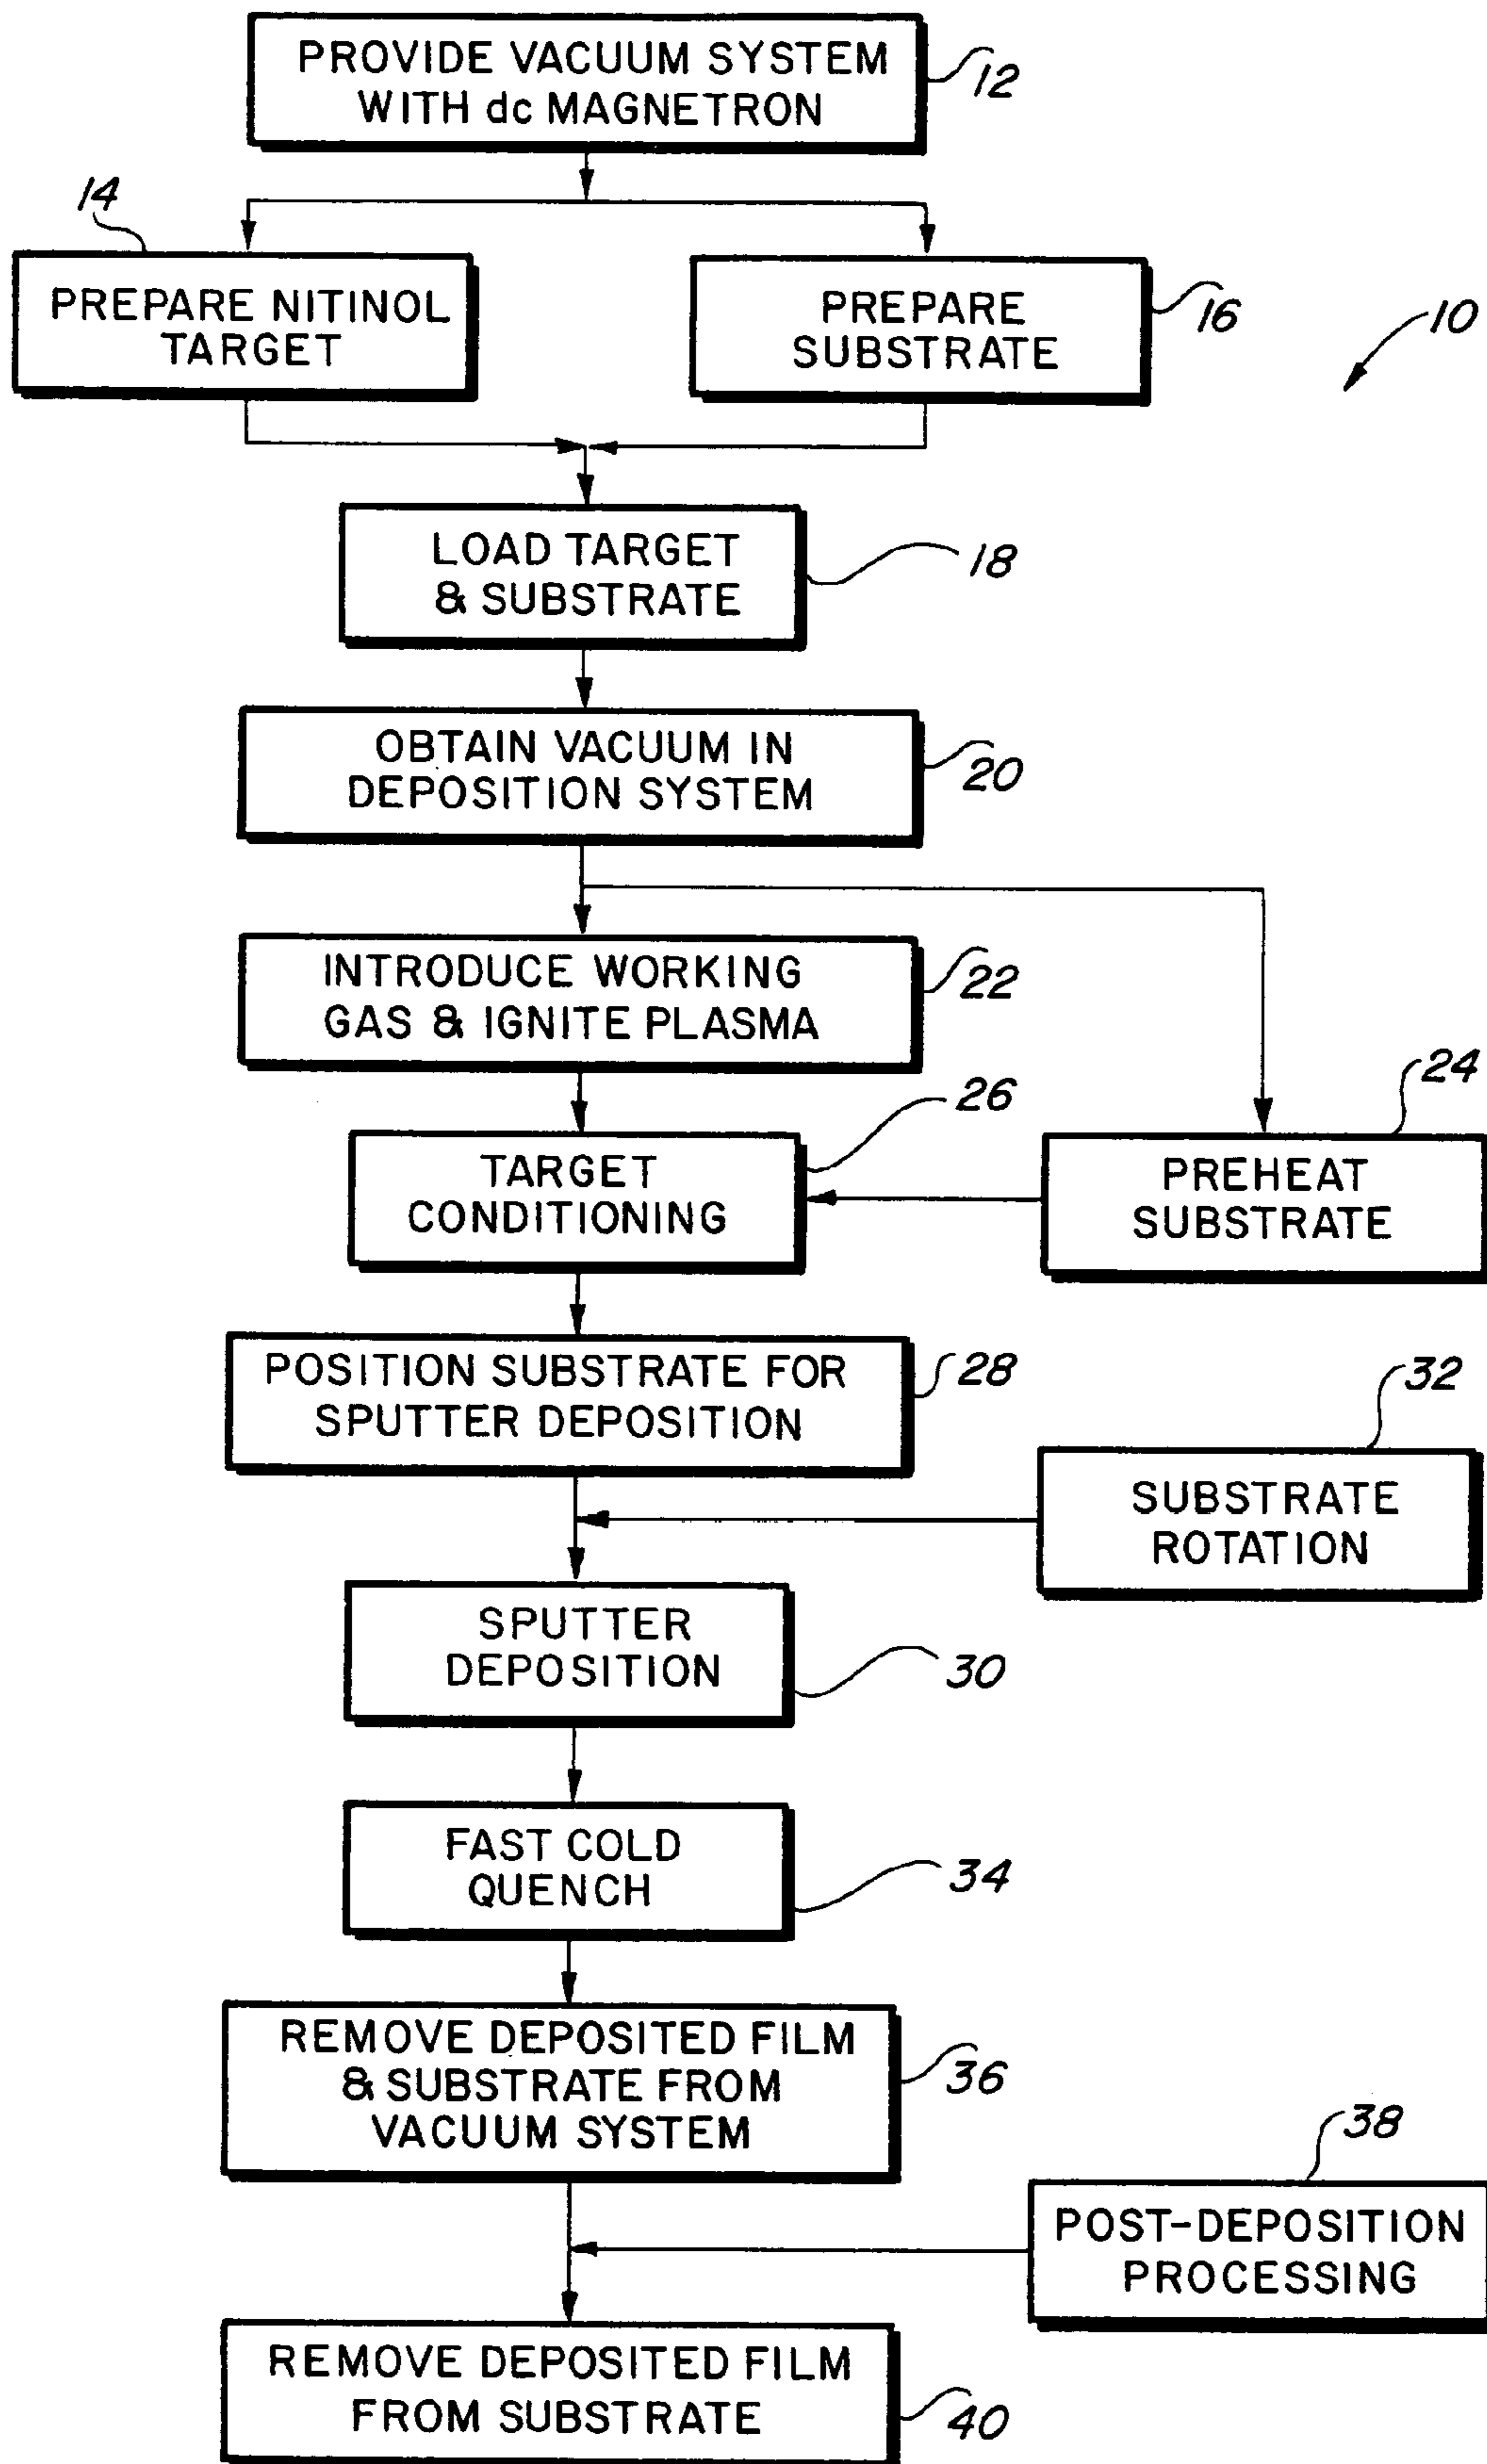 PROVIDE VACUUM SYSTEM
WITH dc MAGNETRON
12
14
PREPARE NITINOL
TARGET
PREPARE
SUBSTRATE
16
10
LOAD TARGET
& SUBSTRATE
18
OBTAIN VACUUM IN
DEPOSITION SYSTEM
20
INTRODUCE WORKING
GAS & IGNITE PLASMA
22
24
26
TARGET
CONDITIONING
PREHEAT
SUBSTRATE
POSITION SUBSTRATE FOR
SPUTTER DEPOSITION
28
32
SUBSTRATE
ROTATION
SPUTTER
DEPOSITION
30
FAST COLD
QUENCH
34
REMOVE DEPOSITED FILM
& SUBSTRATE FROM
VACUUM SYSTEM
36
38
POST-DEPOSITION
PROCESSING
REMOVE DEPOSITED FILM
FROM SUBSTRATE
40